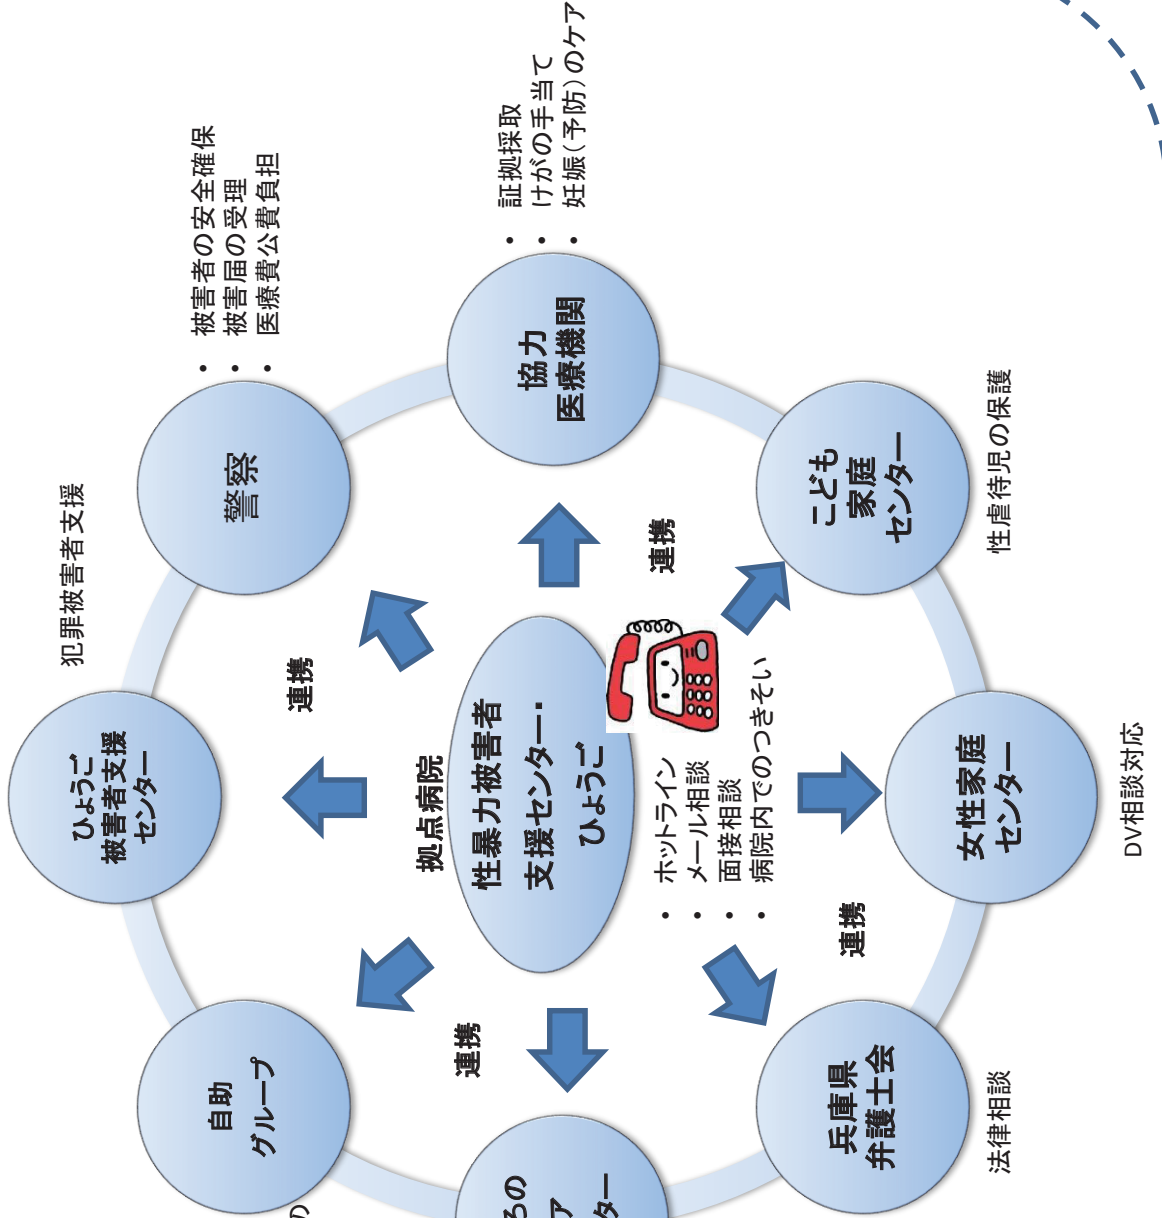 犯罪被害者支援
ひょうご
被害者支援
センター
警察
・ 被害者の安全確保
・ 被害届の受理
・ 医療費公費負担
協力
医療機関
・ 証拠採取
・ けがの手当て
・ 妊娠(予防)のケア
こども
家庭
センター
性虐待児の保護
女性家庭
センター
DV相談対応
兵庫県
弁護士会
法律相談
ろの
ア
ター
自助
グループ
の
連携
連携
連携
連携
拠点病院
性暴力被害者
支援センター・
ひょうご
・ ホットライン
・ メール相談
・ 面接相談
・ 病院内でのつきそい